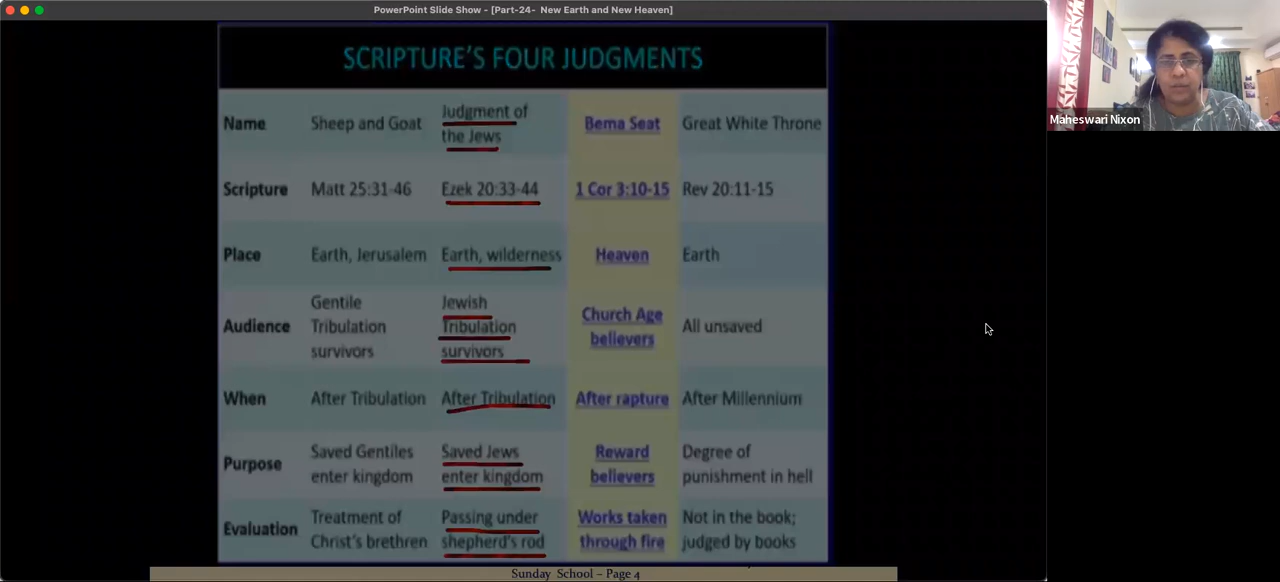 PowerPoint Slide Show - [Part-24- New Earth and New Heaven]
Maheswari Nixon
SCRIPTURE'S FOUR JUDGMENTS
Name
Sheep and Goat
Judgment of
the Jews
Bema Seat
Great White Throne
Scripture
Matt 25:31-46
Ezek 20:33-44
1 Cor 3:10-15
Rev 20:11-15
Place
Earth, Jerusalem
Earth, wilderness
Heaven
Earth
Audience
Gentile
Tribulation
survivors
Jewish
Tribulation
survivors
Church Age
believers
All unsaved
When
After Tribulation
After Tribulation
After rapture
After Millennium
Purpose
Saved Gentiles
enter kingdom
Saved Jews
enter kingdom
Reward
believers
Degree of
punishment in hell
Evaluation
Treatment of
Christ's brethren
Passing under
shepherd's rod
Works taken
through fire
Not in the book;
judged by books
Sunday School – Page 4